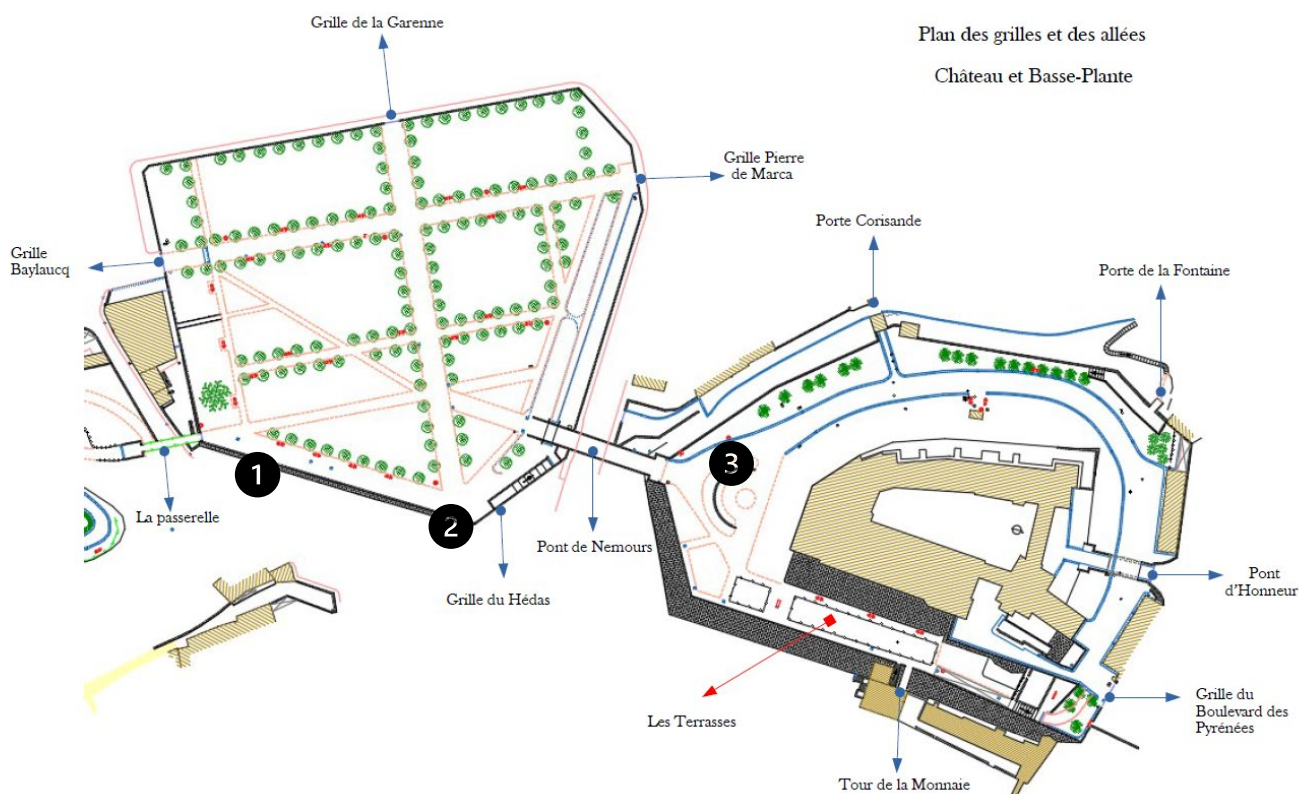 Grille de la Garenne
Plan des grilles et des allées
Château et Basse-Plante
Grille Pierre
de Marca
Porte Corisande
Grille
Baylaucq
Porte de la Fontaine
1
3
La passerelle
2
Pont de Nemours
Grille du Hédas
Pont
d'Honneur
Les Terrasses
Grille du
Boulevard des
Pyrénées
Tour de la Monnaie